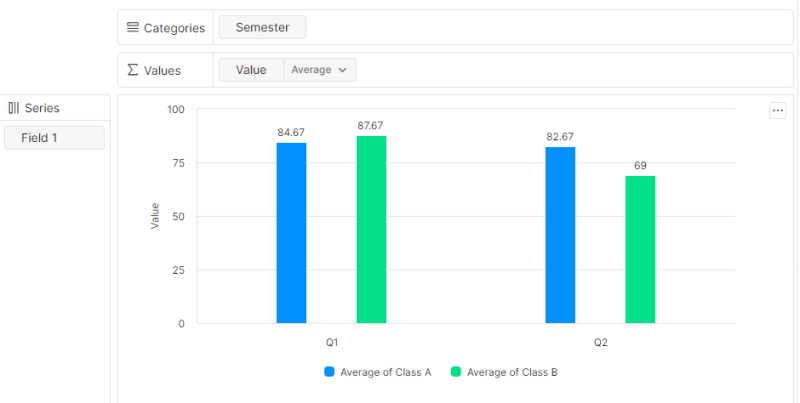 Categories
Semester
Values
Value
Average
Series
Field 1
100
75
50
25
0
Value
84.67
87.67
82.67
69
Q1
Q2
Average of Class A
Average of Class B